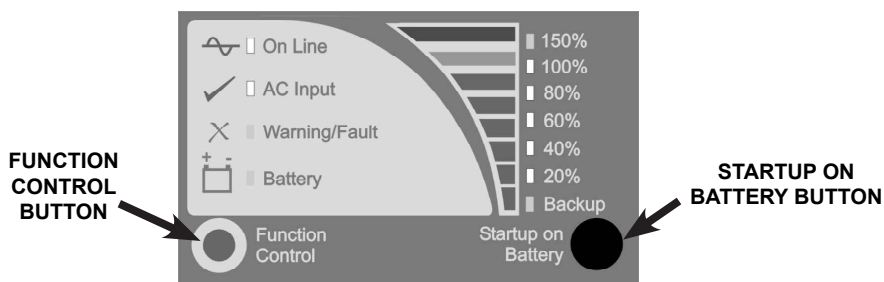 On Line
AC Input
Warning/Fault
+ -
Battery
150%
100%
80%
60%
40%
20%
Backup
FUNCTION
CONTROL
BUTTON
Function
Control
Startup on
Battery
STARTUP ON
BATTERY BUTTON